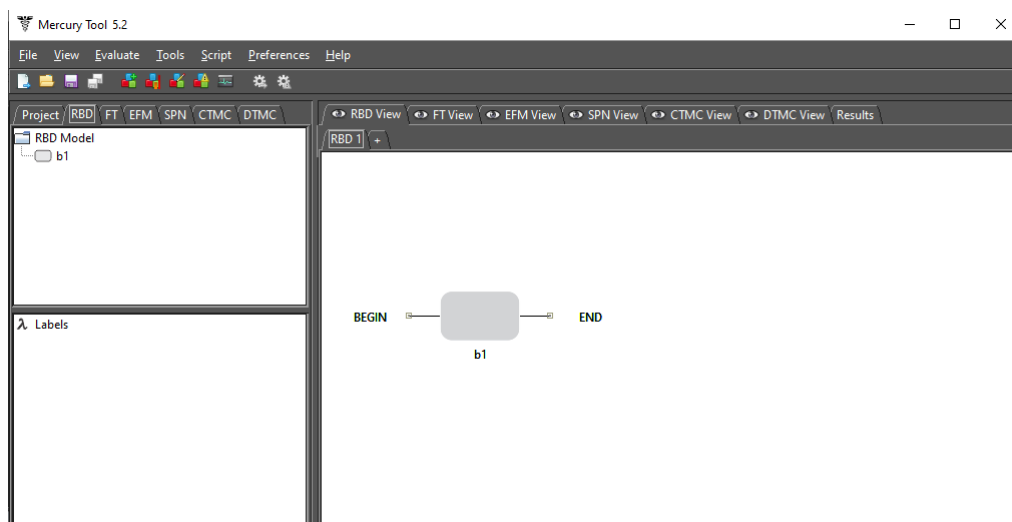 Mercury Tool 5.2
File View Evaluate Tools Script Preferences Help
Project RBD FT EFM SPN CTMC DTMC
RBD View FT View EFM View SPN View CTMC View DTMC View Results
RBD Model
RBD 1 +
b1
BEGIN END
b1
λ Labels